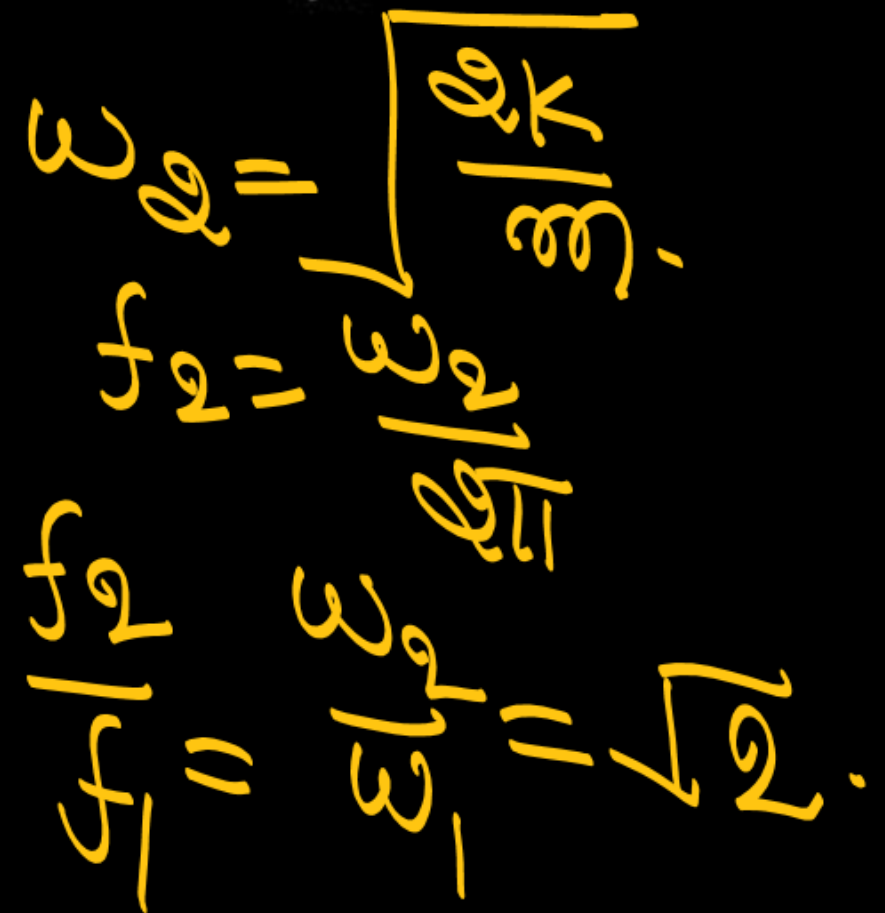 ω₂ = √(2K/m).
f₂ = ω₂/2π
f₂/f₁ = ω₂/ω₁ = √2.